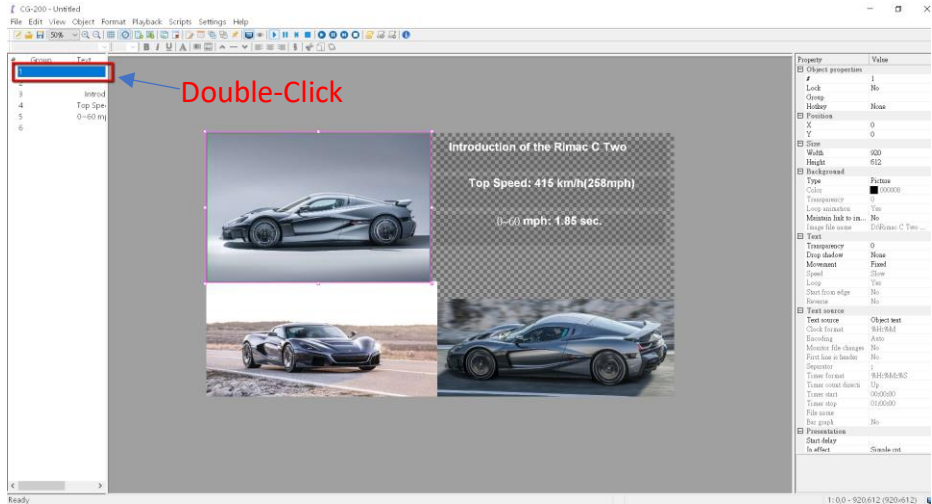 CG-200 - Untitled
File Edit View Object Format Playback Scripts Settings Help
50%
B I U A
# Group Text
1
2
3 Introd
4 Top Spe
5 0~60 mj
6
Double-Click
Introduction of the Rimac C Two
Top Speed: 415 km/h(258mph)
0~60 mph: 1.85 sec.
Property Value
Object properties
# 1
Lock No
Group
Hotkey None
Position
X 0
Y 0
Size
Width 920
Height 612
Background
Type Picture
Color 000000
Transparency 0
Loop animation Yes
Maintain link to im... No
Image file name D:\Rimac C Two ...
Text
Transparency 0
Drop shadow None
Movement Fixed
Speed Slow
Loop Yes
Start from edge No
Reverse No
Text source
Text source Object text
Clock format %H:%M
Encoding Auto
Monitor file changes No
First line is header No
Separator ;
Timer format %H:%M:%S
Timer count directi Up
Timer start 00:00:00
Timer stop 01:00:00
File name
Bar graph No
Presentation
Start delay
In effect Simple cut
Ready
1: 0,0 - 920,612 (920×612)